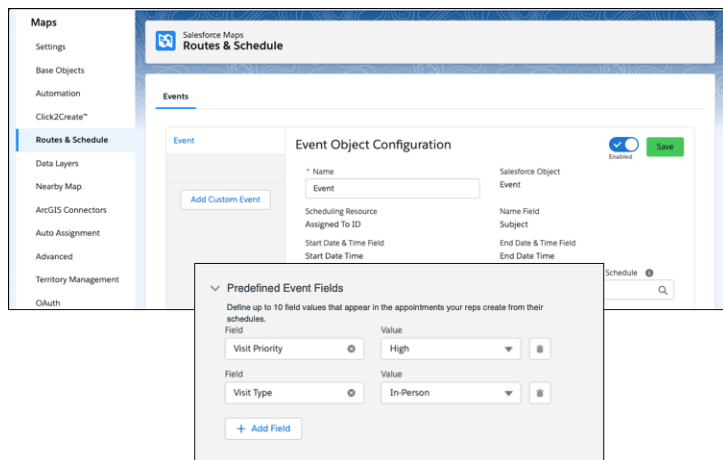 Maps
Settings
Base Objects
Automation
Click2Create™
Routes & Schedule
Data Layers
Nearby Map
ArcGIS Connectors
Auto Assignment
Advanced
Territory Management
OAuth
Salesforce Maps
Routes & Schedule
Events
Event
Add Custom Event
Event Object Configuration
Enabled
Save
* Name
Salesforce Object
Event
Event
Scheduling Resource
Name Field
Assigned To ID
Subject
Start Date & Time Field
End Date & Time Field
Start Date Time
End Date Time
Schedule
Predefined Event Fields
Define up to 10 field values that appear in the appointments your reps create from their
schedules.
Field
Value
Visit Priority
High
Field
Value
Visit Type
In-Person
+ Add Field